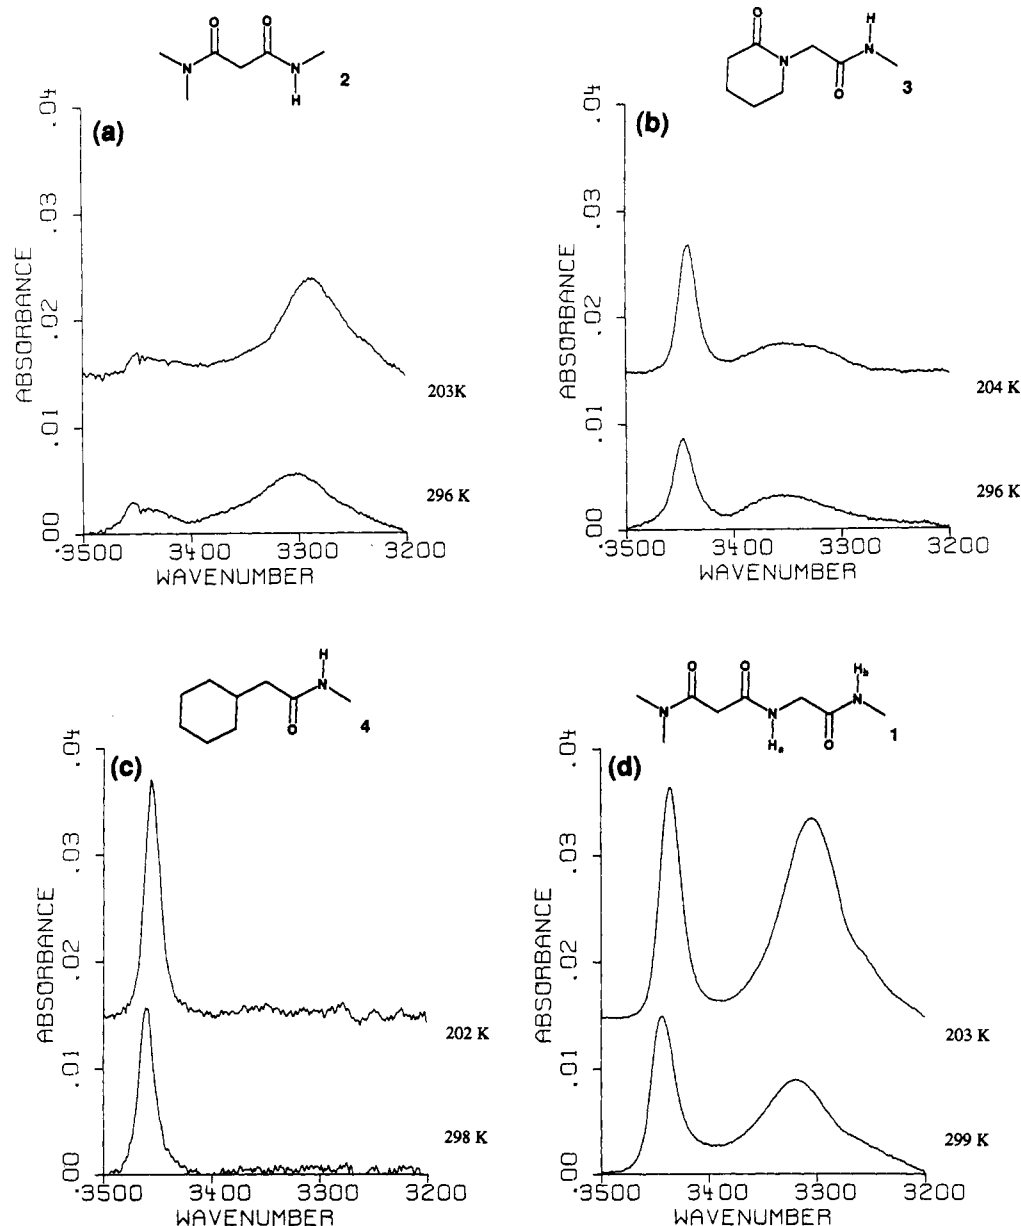 O O
N N
H
2
(a)
.04
.03
.02
.01
.00
ABSORBANCE
203K
296 K
3500 3400 3300 3200
WAVENUMBER
O H
N N
O
3
(b)
.04
.03
.02
.01
.00
ABSORBANCE
204 K
296 K
3500 3400 3300 3200
WAVENUMBER
H
N
O
4
(c)
.04
.03
.02
.01
.00
ABSORBANCE
202 K
298 K
3500 3400 3300 3200
WAVENUMBER
O O Hb
N N N
Ha O
1
(d)
.04
.03
.02
.01
.00
ABSORBANCE
203 K
299 K
3500 3400 3300 3200
WAVENUMBER